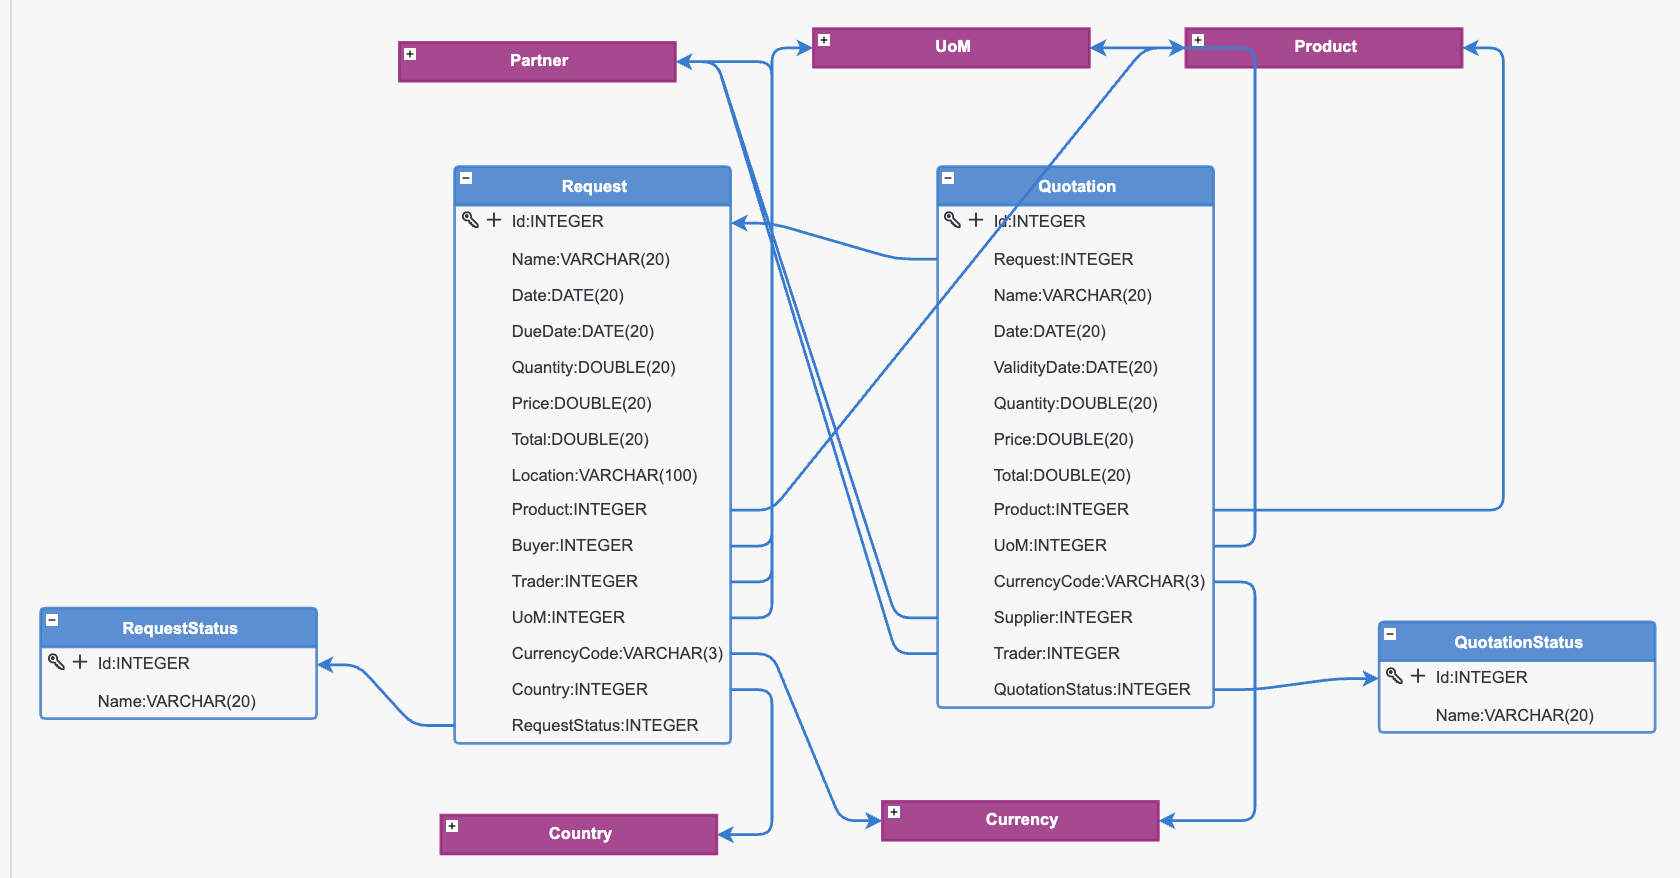 Partner
UoM
Product
Request
Id:INTEGER
Name:VARCHAR(20)
Date:DATE(20)
DueDate:DATE(20)
Quantity:DOUBLE(20)
Price:DOUBLE(20)
Total:DOUBLE(20)
Location:VARCHAR(100)
Product:INTEGER
Buyer:INTEGER
Trader:INTEGER
UoM:INTEGER
CurrencyCode:VARCHAR(3)
Country:INTEGER
RequestStatus:INTEGER
Quotation
Id:INTEGER
Request:INTEGER
Name:VARCHAR(20)
Date:DATE(20)
ValidityDate:DATE(20)
Quantity:DOUBLE(20)
Price:DOUBLE(20)
Total:DOUBLE(20)
Product:INTEGER
UoM:INTEGER
CurrencyCode:VARCHAR(3)
Supplier:INTEGER
Trader:INTEGER
QuotationStatus:INTEGER
RequestStatus
Id:INTEGER
Name:VARCHAR(20)
QuotationStatus
Id:INTEGER
Name:VARCHAR(20)
Country
Currency